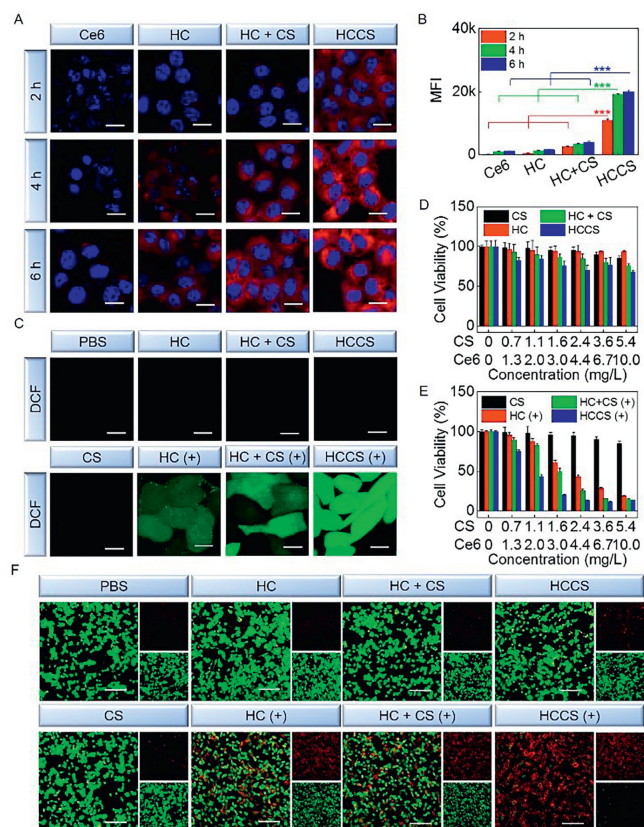 A
Ce6 HC HC + CS HCCS
2 h
4 h
6 h
B
MFI
40k
20k
0
2 h
4 h
6 h
***
***
***
Ce6 HC HC+CS HCCS
C
PBS HC HC + CS HCCS
DCF
CS HC (+) HC + CS (+) HCCS (+)
DCF
D
Cell Viability (%)
150
100
50
0
CS HC + CS
HC HCCS
CS 0 0.7 1.1 1.6 2.4 3.6 5.4
Ce6 0 1.3 2.0 3.0 4.4 6.7 10.0
Concentration (mg/L)
E
Cell Viability (%)
150
100
50
0
CS HC+CS (+)
HC (+) HCCS (+)
CS 0 0.7 1.1 1.6 2.4 3.6 5.4
Ce6 0 1.3 2.0 3.0 4.4 6.7 10.0
Concentration (mg/L)
F
PBS HC HC + CS HCCS
CS HC (+) HC + CS (+) HCCS (+)